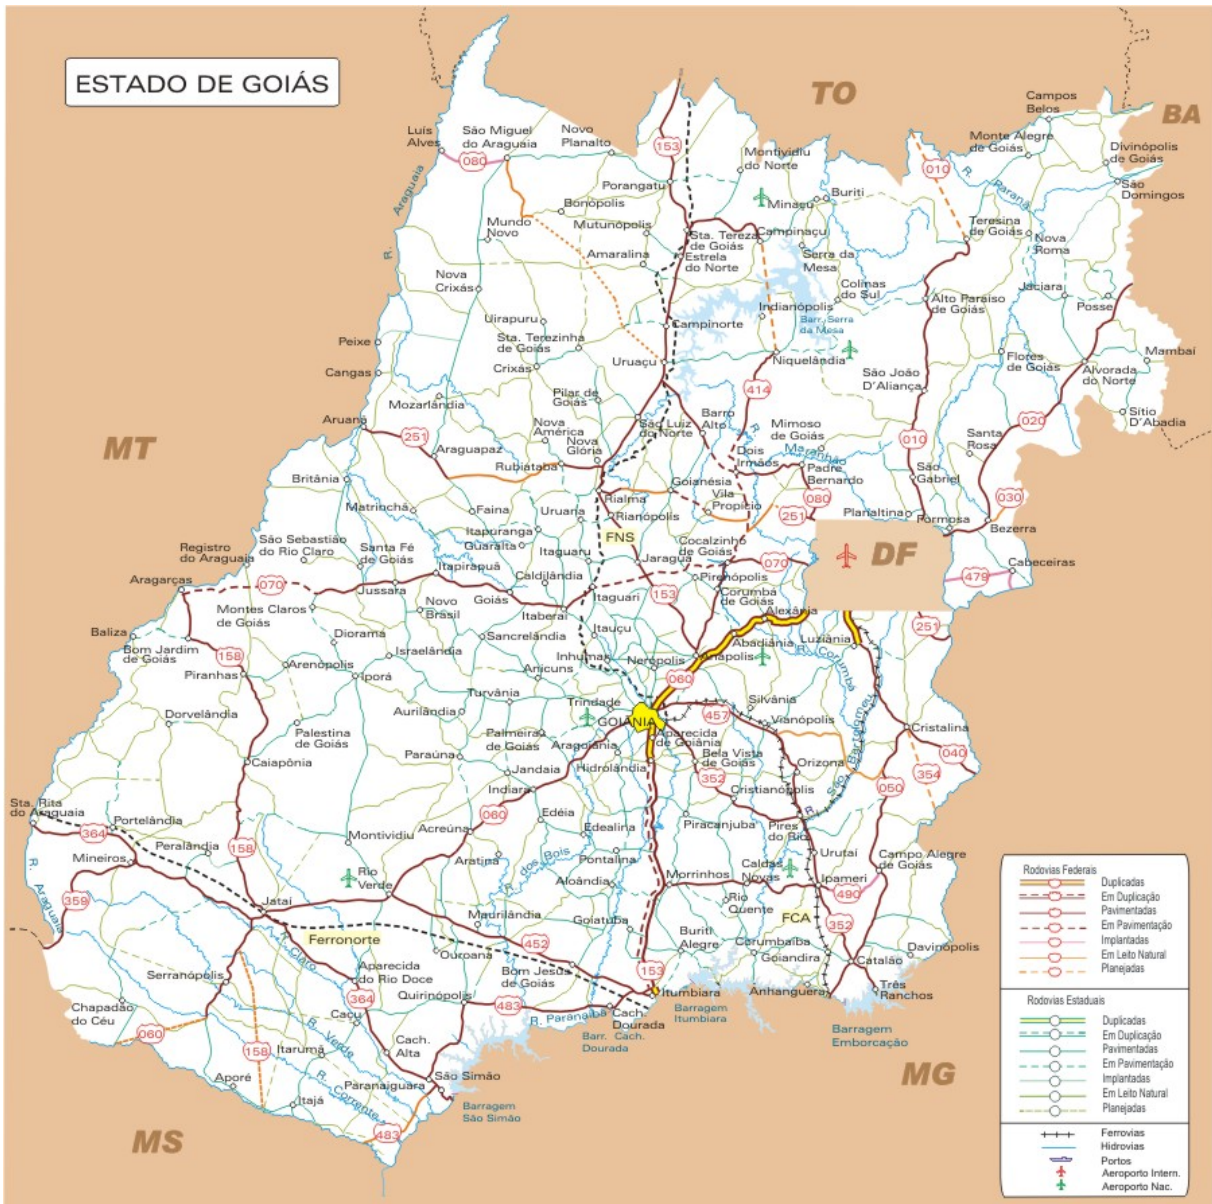 ESTADO DE GOIÁS
TO
BA
MT
DF
MG
MS
Campos
Belos
Luís
Alves
São Miguel
do Araguaia
Novo
Planalto
080
153
Montividiu
do Norte
Monte Alegre
de Goiás
Divinópolis
de Goiás
010
R. Paranã
São
Domingos
R. Araguaia
Porangatu
Bonópolis
Minaçu
Buriti
Mundo
Novo
Mutunópolis
Sta. Tereza
de Goiás
Campinaçu
Teresina
de Goiás
Nova
Roma
Estrela
do Norte
Serra da
Mesa
Amaralina
Nova
Crixás
Colinas
do Sul
Alto Paraiso
de Goiás
Jaciara
Posse
Indianópolis
Barr. Serra
da Mesa
Uirapuru
Campinorte
Peixe
Sta. Terezinha
de Goiás
Uruaçu
Niquelândia
Flores
de Goiás
Mambaí
Cangas
Crixás
São João
D'Aliança
Alvorada
do Norte
414
Mozarlândia
Pilar de
Goiás
Aruanã
São Luiz
do Norte
Barro
Alto
R. Maranhão
Mimoso
de Goiás
020
Sítio
D'Abadia
251
Nova
América
Araguapaz
Nova
Glória
Dois
Irmãos
010
Santa
Rosa
Rubiataba
Padre
Bernardo
São
Gabriel
Britânia
Goianésia
080
030
Matrinchã
Faina
Uruana
Rialma
Rianópolis
Vila
Propício
251
Planaltina
Formosa
Bezerra
Itapuranga
Guaraíta
FNS
Cocalzinho
de Goiás
Registro
do Araguaia
São Sebastião
do Rio Claro
Santa Fé
de Goiás
Itaguaru
Jaragua
070
Cabeceiras
479
Aragarças
070
Itapirapuã
Caldilândia
Pirenópolis
Jussara
Goiás
Itaguari
153
Corumbá
de Goiás
Montes Claros
de Goiás
Novo
Brasil
Itaberaí
Alexânia
Baliza
Diorama
Sancrelândia
Itauçu
Abadiânia
Luziânia
251
Bom Jardim
de Goiás
158
Arenópolis
Israelândia
Inhumas
Nerópolis
Anápolis
R. Corumbá
Piranhas
Iporá
Anicuns
060
Turvânia
Trindade
Silvânia
Dorvelândia
Aurilândia
GOIÂNIA
457
Vianópolis
R. São Bartolomeu
Cristalina
Palestina
de Goiás
Palmeira
de Goiás
Aragoiânia
Aparecida
de Goiânia
Paraúna
Hidrolândia
Bela Vista
de Goiás
040
Caiapônia
Jandaia
352
Orizona
354
Indiara
Cristianópolis
050
Sta. Rita
do Araguaia
Portelândia
060
Edéia
Piracanjuba
Pires
do Rio
364
Montividiu
Acreúna
Edealina
Mineiros
Peralândia
158
Aratina
R. dos Bois
Pontalina
Urutaí
Campo Alegre
de Goiás
R. Araguaia
Rio
Verde
Aloândia
Morrinhos
Caldas
Novas
Ipameri
359
Jataí
Maurilândia
Goiatuba
Rio
Quente
FCA
490
Ferronorte
R. Claro
452
Buriti
Alegre
Corumbaíba
352
Ouroana
Goiandira
Davinópolis
Serranópolis
Aparecida
do Rio Doce
Bom Jesus
de Goiás
153
Catalão
364
Quirinópolis
Itumbiara
Anhanguera
Três
Ranchos
Chapadão
do Céu
483
R. Paranaíba
Cach.
Dourada
Barragem
Itumbiara
060
Caçu
Barr. Cach.
Dourada
Barragem
Emborcação
158
Itarumã
R. Verde
Cach.
Alta
Aporé
Paranaiguara
São Simão
Itajá
R. Corrente
Barragem
São Simão
483
Rodovias Federais
Duplicadas
Em Duplicação
Pavimentadas
Em Pavimentação
Implantadas
Em Leito Natural
Planejadas
Rodovias Estaduais
Duplicadas
Em Duplicação
Pavimentadas
Em Pavimentação
Implantadas
Em Leito Natural
Planejadas
Ferrovias
Hidrovias
Portos
Aeroporto Intern.
Aeroporto Nac.